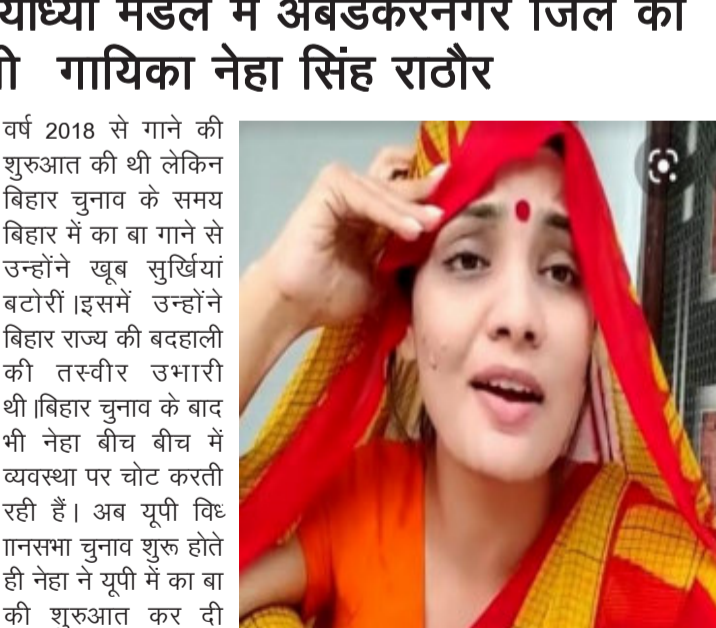 याध्या मंडल में अंबेडकरनगर जिले की
गायिका नेहा सिंह राठौर
वर्ष 2018 से गाने की
शुरुआत की थी लेकिन
बिहार चुनाव के समय
बिहार में का बा गाने से
उन्होंने खूब सुर्खियां
बटोरीं।इसमें उन्होंने
बिहार राज्य की बदहाली
की तस्वीर उभारी
थी।बिहार चुनाव के बाद
भी नेहा बीच बीच में
व्यवस्था पर चोट करती
रही हैं। अब यूपी विध
ानसभा चुनाव शुरू होते
ही नेहा ने यूपी में का बा
की शुरुआत कर दी